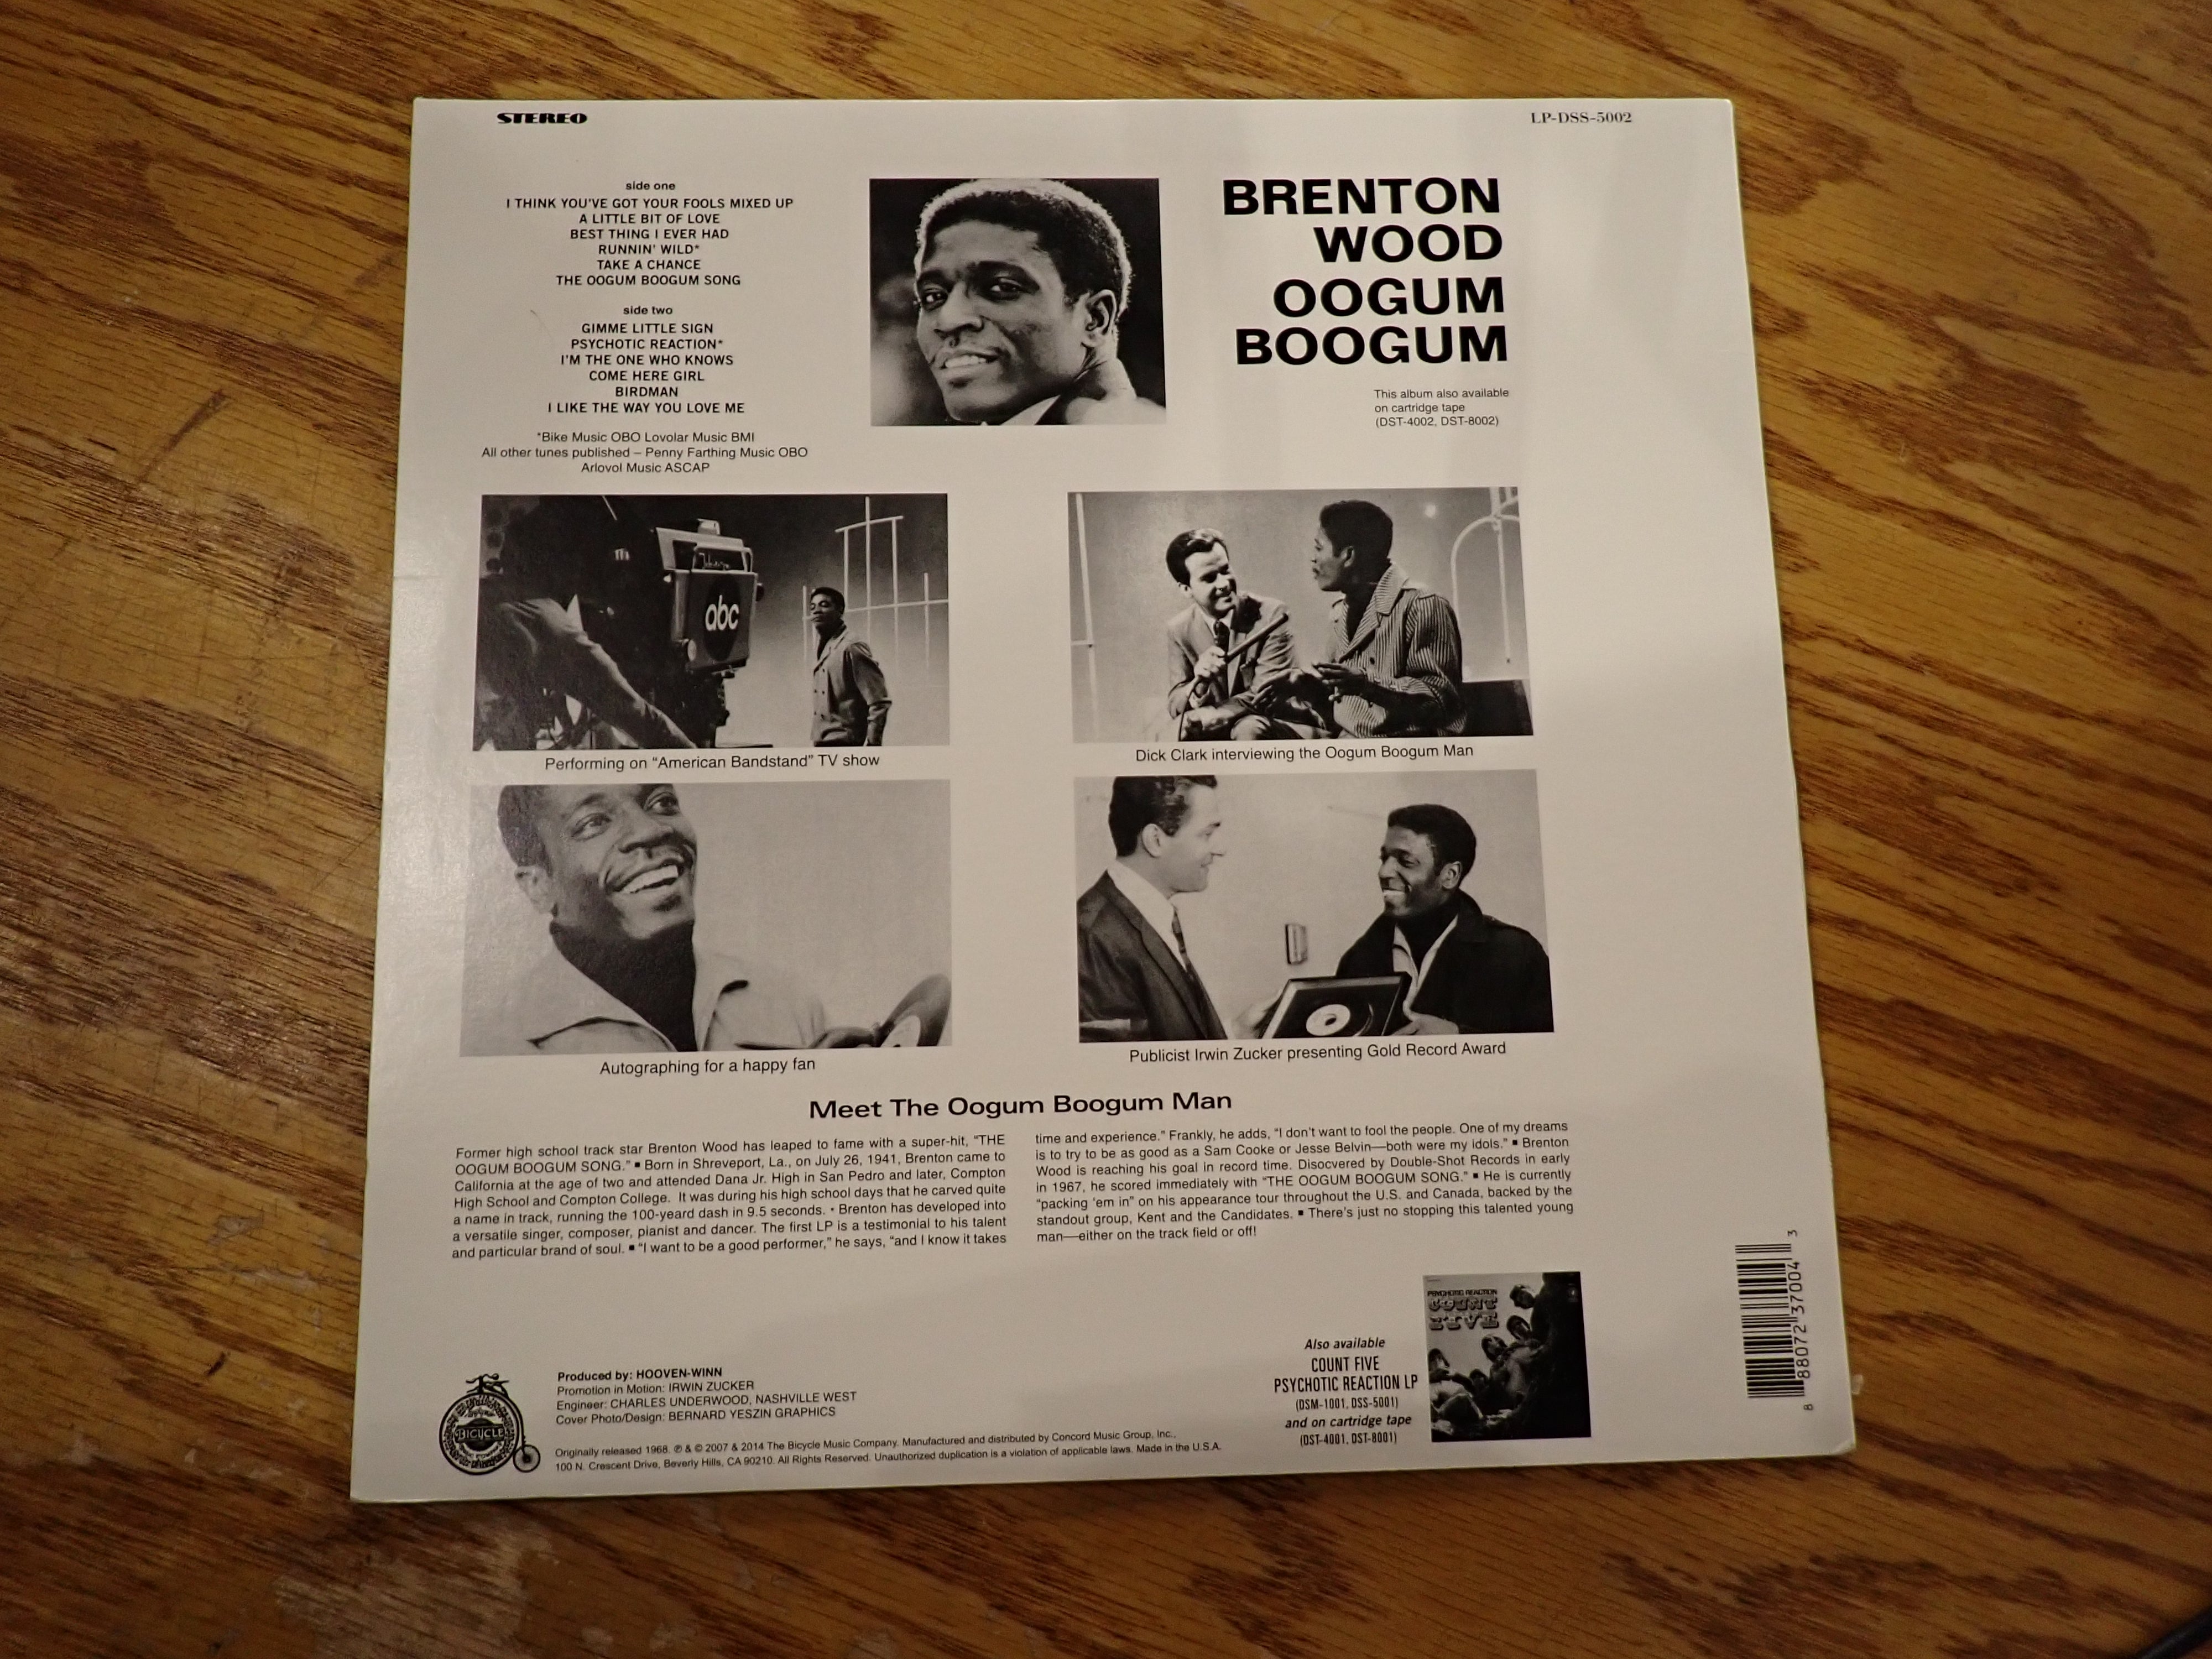 STEREO
LP-DSS-5002
side one
I THINK YOU'VE GOT YOUR FOOLS MIXED UP
A LITTLE BIT OF LOVE
BEST THING I EVER HAD
RUNNIN' WILD*
TAKE A CHANCE
THE OOGUM BOOGUM SONG
side two
GIMME LITTLE SIGN
PSYCHOTIC REACTION*
I'M THE ONE WHO KNOWS
COME HERE GIRL
BIRDMAN
I LIKE THE WAY YOU LOVE ME
*Bike Music OBO Lovolar Music BMI
All other tunes published – Penny Farthing Music OBO
Arlovol Music ASCAP
BRENTON
WOOD
OOGUM
BOOGUM
This album also available
on cartridge tape
(DST-4002, DST-8002)
abc
Performing on "American Bandstand" TV show
Dick Clark interviewing the Oogum Boogum Man
Autographing for a happy fan
Publicist Irwin Zucker presenting Gold Record Award
Meet The Oogum Boogum Man
Former high school track star Brenton Wood has leaped to fame with a super-hit, "THE
OOGUM BOOGUM SONG." ▪ Born in Shreveport, La., on July 26, 1941, Brenton came to
California at the age of two and attended Dana Jr. High in San Pedro and later, Compton
High School and Compton College. It was during his high school days that he carved quite
a name in track, running the 100-yeard dash in 9.5 seconds. • Brenton has developed into
a versatile singer, composer, pianist and dancer. The first LP is a testimonial to his talent
and particular brand of soul. ▪ "I want to be a good performer," he says, "and I know it takes
time and experience." Frankly, he adds, "I don't want to fool the people. One of my dreams
is to try to be as good as a Sam Cooke or Jesse Belvin—both were my idols." ▪ Brenton
Wood is reaching his goal in record time. Disocvered by Double-Shot Records in early
in 1967, he scored immediately with "THE OOGUM BOOGUM SONG." ▪ He is currently
"packing 'em in" on his appearance tour throughout the U.S. and Canada, backed by the
standout group, Kent and the Candidates. ▪ There's just no stopping this talented young
man—either on the track field or off!
BICYCLE
Produced by: HOOVEN-WINN
Promotion in Motion: IRWIN ZUCKER
Engineer: CHARLES UNDERWOOD, NASHVILLE WEST
Cover Photo/Design: BERNARD YESZIN GRAPHICS
Originally released 1968. ℗ & © 2007 & 2014 The Bicycle Music Company. Manufactured and distributed by Concord Music Group, Inc.,
100 N. Crescent Drive, Beverly Hills, CA 90210. All Rights Reserved. Unauthorized duplication is a violation of applicable laws. Made in the U.S.A.
Also available
COUNT FIVE
PSYCHOTIC REACTION LP
(DSM-1001, DSS-5001)
and on cartridge tape
(DST-4001, DST-8001)
PSYCHOTIC REACTION
COUNT
FIVE
8 88072 37004 3